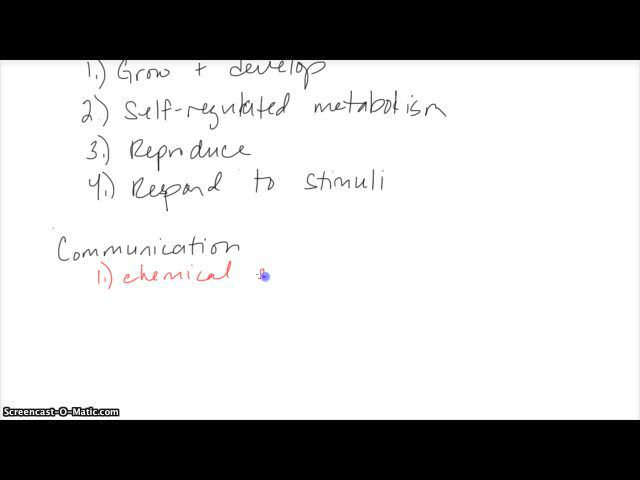 1.) Grow + develop
2.) Self-regulated metabolism
3.) Reproduce
4.) Respond to stimuli
Communication
1.) chemical
Screencast-O-Matic.com